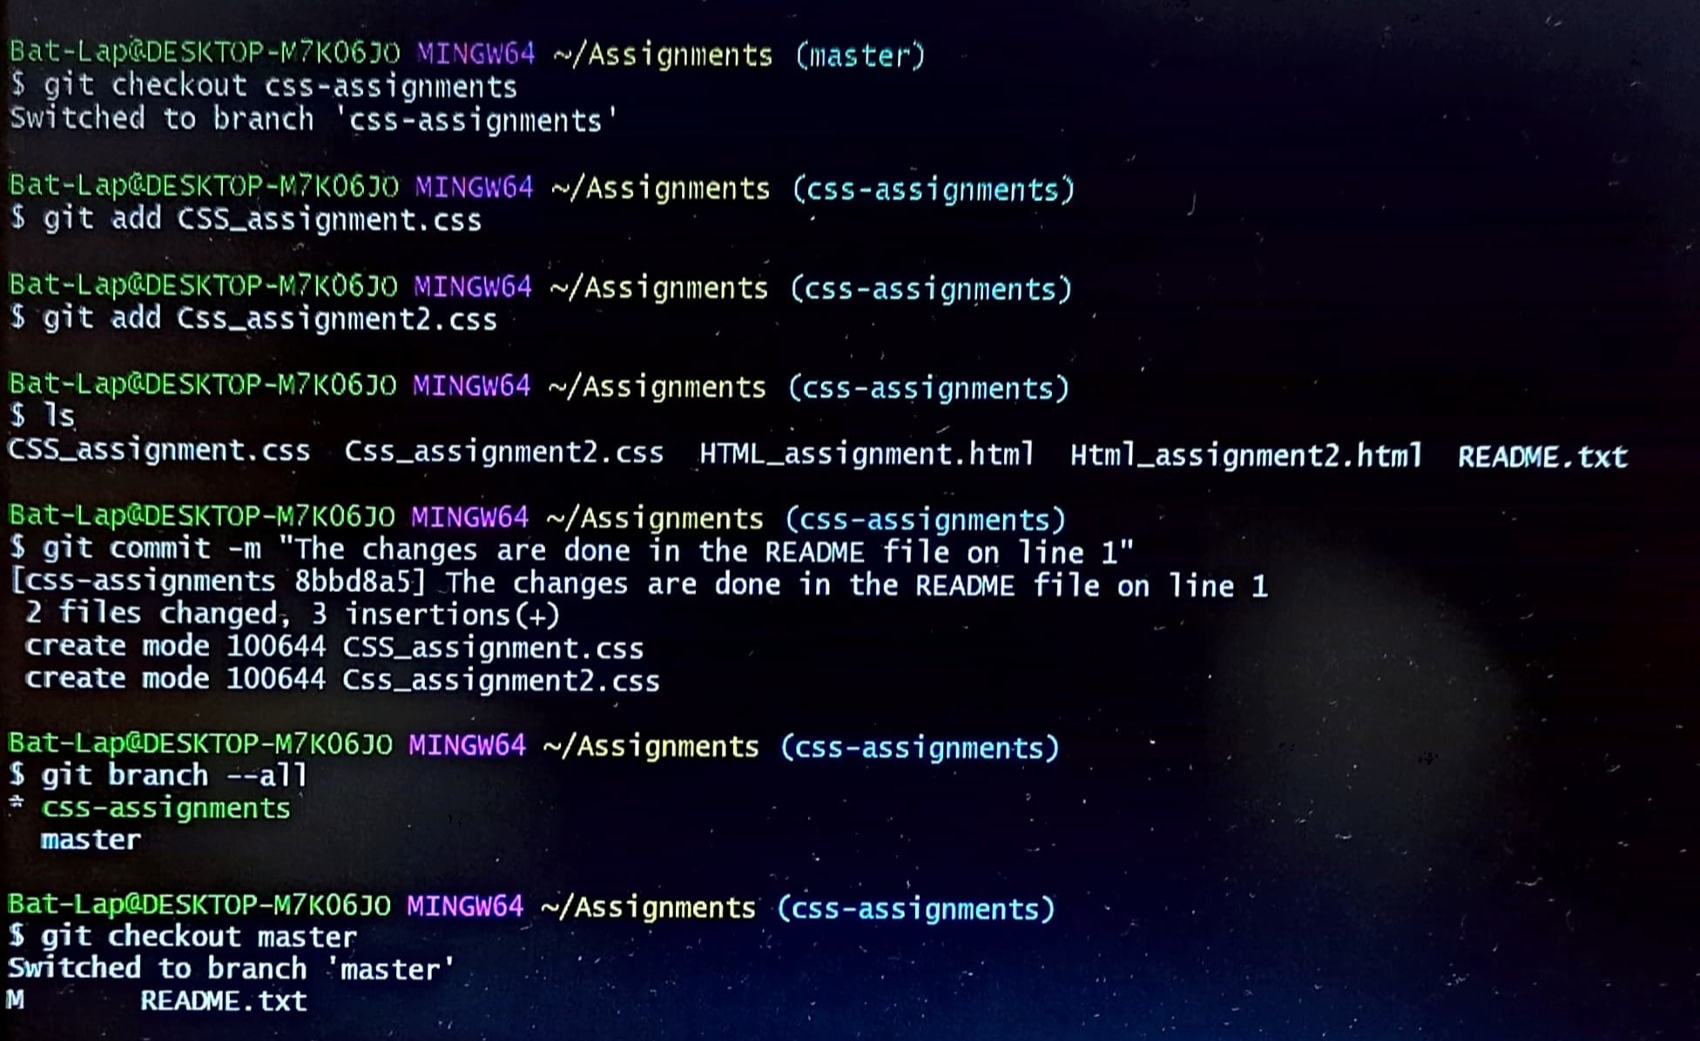 Bat-Lap@DESKTOP-M7K06JO MINGW64 ~/Assignments (master)
$ git checkout css-assignments
Switched to branch 'css-assignments'
Bat-Lap@DESKTOP-M7K06JO MINGW64 ~/Assignments (css-assignments)
$ git add CSS_assignment.css
Bat-Lap@DESKTOP-M7K06JO MINGW64 ~/Assignments (css-assignments)
$ git add Css_assignment2.css
Bat-Lap@DESKTOP-M7K06JO MINGW64 ~/Assignments (css-assignments)
$ ls
CSS_assignment.css  Css_assignment2.css  HTML_assignment.html  Html_assignment2.html  README.txt
Bat-Lap@DESKTOP-M7K06JO MINGW64 ~/Assignments (css-assignments)
$ git commit -m "The changes are done in the README file on line 1"
[css-assignments 8bbd8a5] The changes are done in the README file on line 1
 2 files changed, 3 insertions(+)
 create mode 100644 CSS_assignment.css
 create mode 100644 Css_assignment2.css
Bat-Lap@DESKTOP-M7K06JO MINGW64 ~/Assignments (css-assignments)
$ git branch --all
* css-assignments
  master
Bat-Lap@DESKTOP-M7K06JO MINGW64 ~/Assignments (css-assignments)
$ git checkout master
Switched to branch 'master'
M       README.txt